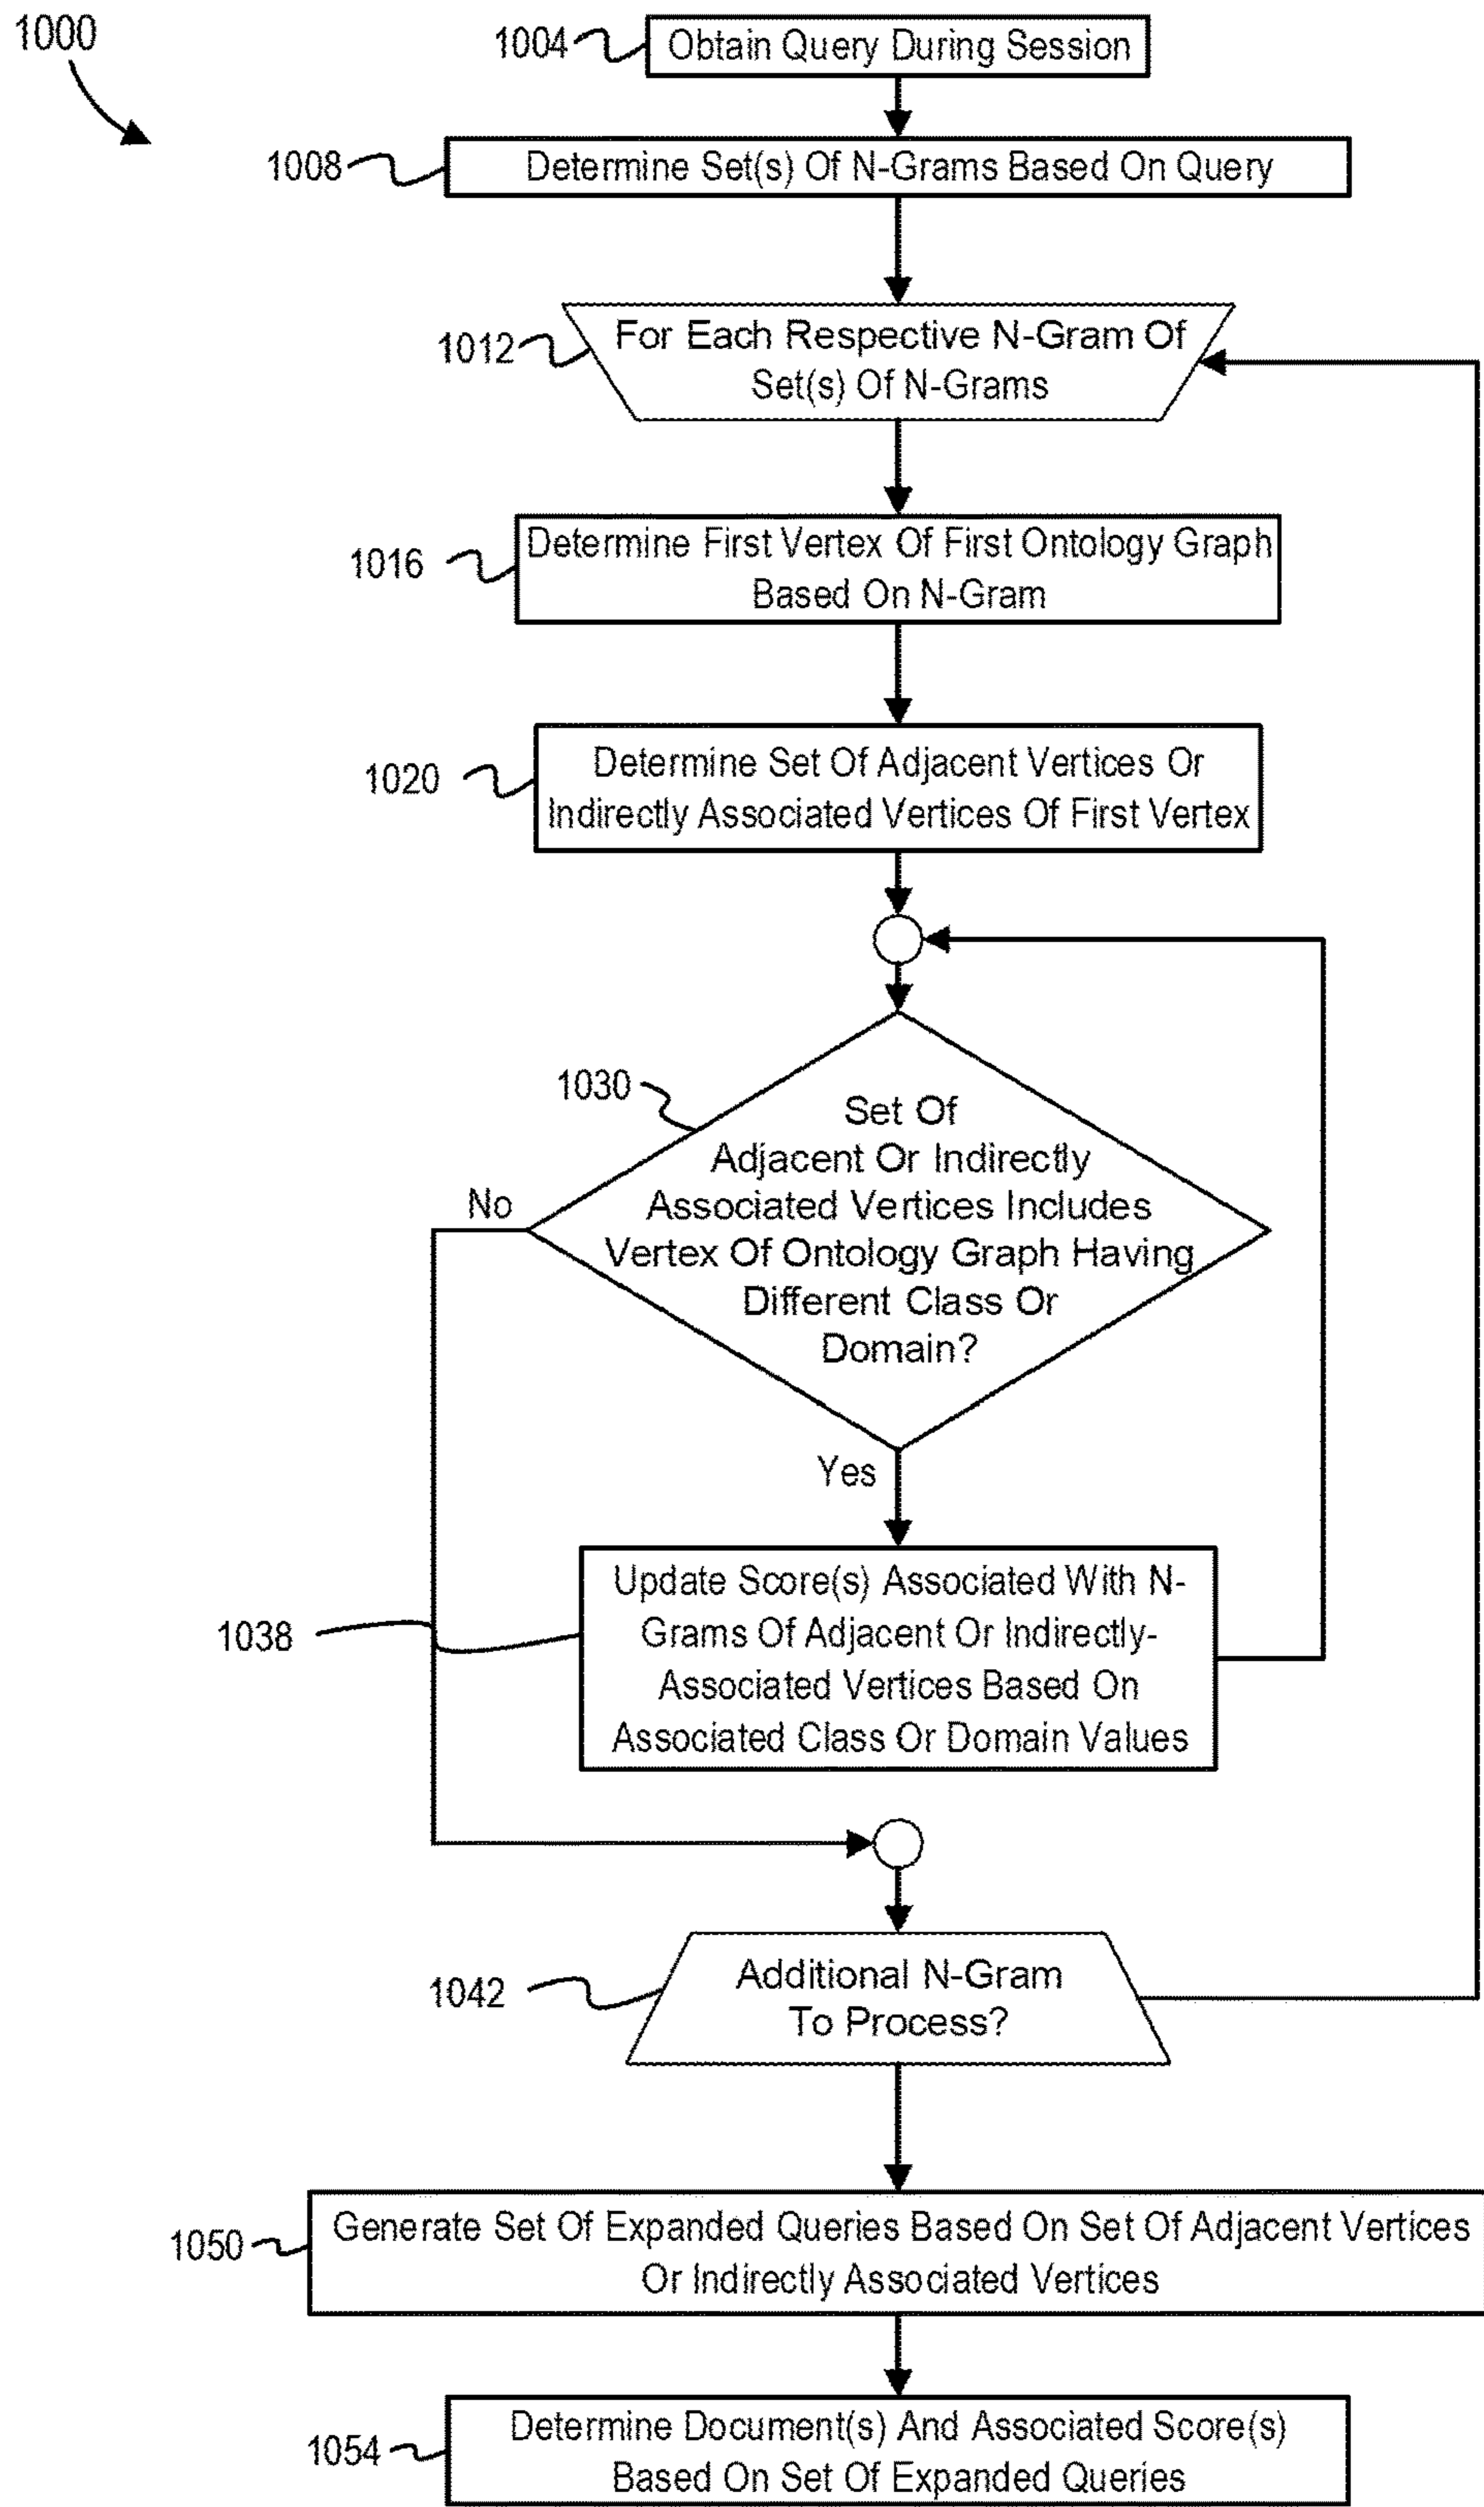 1000
1004
Obtain Query During Session
1008
Determine Set(s) Of N-Grams Based On Query
1012
For Each Respective N-Gram Of
Set(s) Of N-Grams
1016
Determine First Vertex Of First Ontology Graph
Based On N-Gram
1020
Determine Set Of Adjacent Vertices Or
Indirectly Associated Vertices Of First Vertex
1030
Set Of
Adjacent Or Indirectly
Associated Vertices Includes
Vertex Of Ontology Graph Having
Different Class Or
Domain?
No
Yes
1038
Update Score(s) Associated With N-
Grams Of Adjacent Or Indirectly-
Associated Vertices Based On
Associated Class Or Domain Values
1042
Additional N-Gram
To Process?
1050
Generate Set Of Expanded Queries Based On Set Of Adjacent Vertices
Or Indirectly Associated Vertices
1054
Determine Document(s) And Associated Score(s)
Based On Set Of Expanded Queries